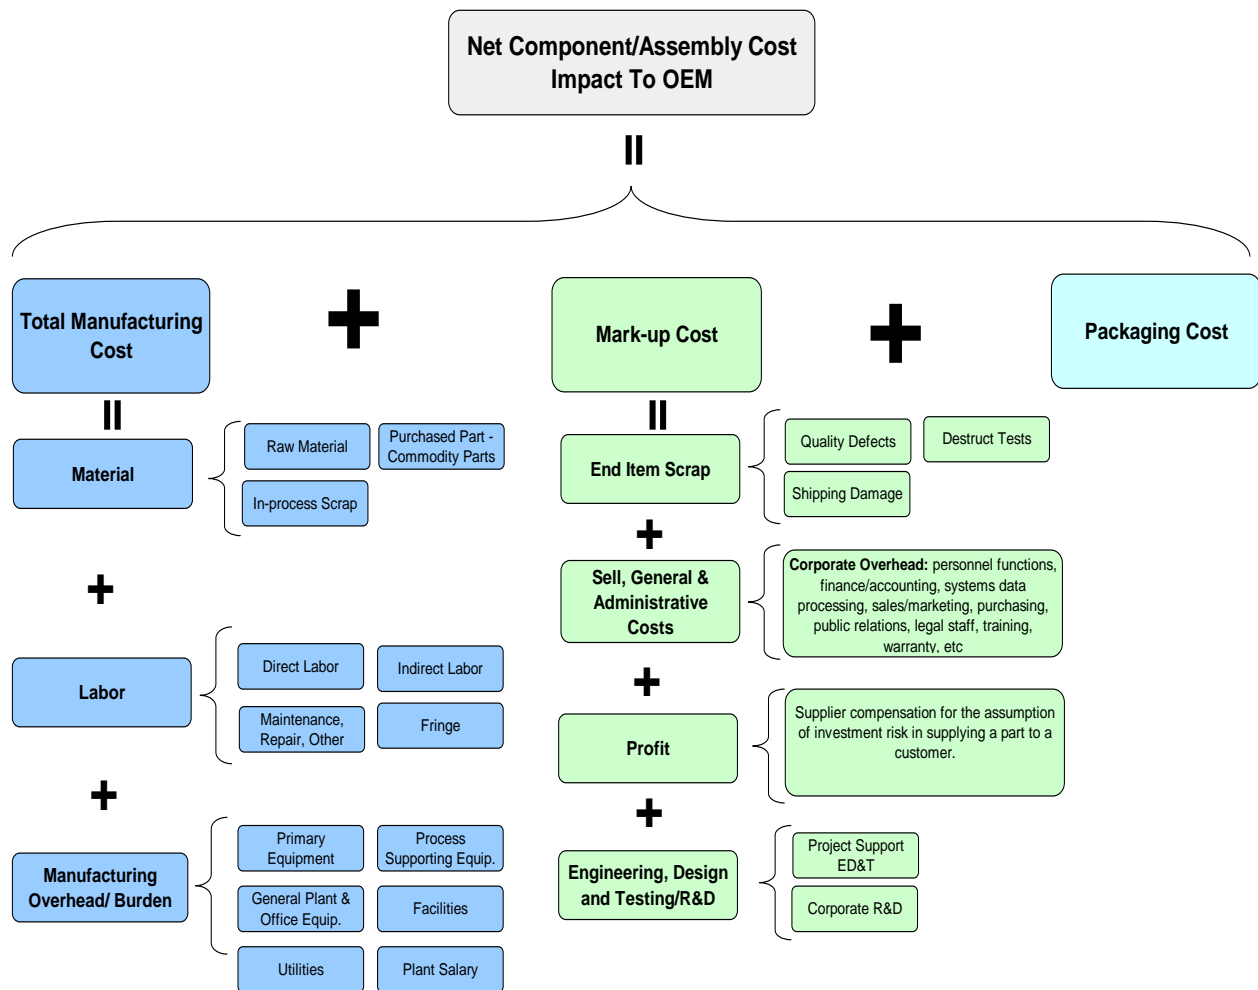 Net Component/Assembly Cost
Impact To OEM
=
Total Manufacturing
Cost
+
Mark-up Cost
+
Packaging Cost
=
Material
Raw Material
Purchased Part -
Commodity Parts
In-process Scrap
+
Labor
Direct Labor
Indirect Labor
Maintenance,
Repair, Other
Fringe
+
Manufacturing
Overhead/ Burden
Primary
Equipment
Process
Supporting Equip.
General Plant &
Office Equip.
Facilities
Utilities
Plant Salary
=
End Item Scrap
Quality Defects
Destruct Tests
Shipping Damage
+
Sell, General &
Administrative
Costs
Corporate Overhead: personnel functions,
finance/accounting, systems data
processing, sales/marketing, purchasing,
public relations, legal staff, training,
warranty, etc
+
Profit
Supplier compensation for the assumption
of investment risk in supplying a part to a
customer.
+
Engineering, Design
and Testing/R&D
Project Support
ED&T
Corporate R&D